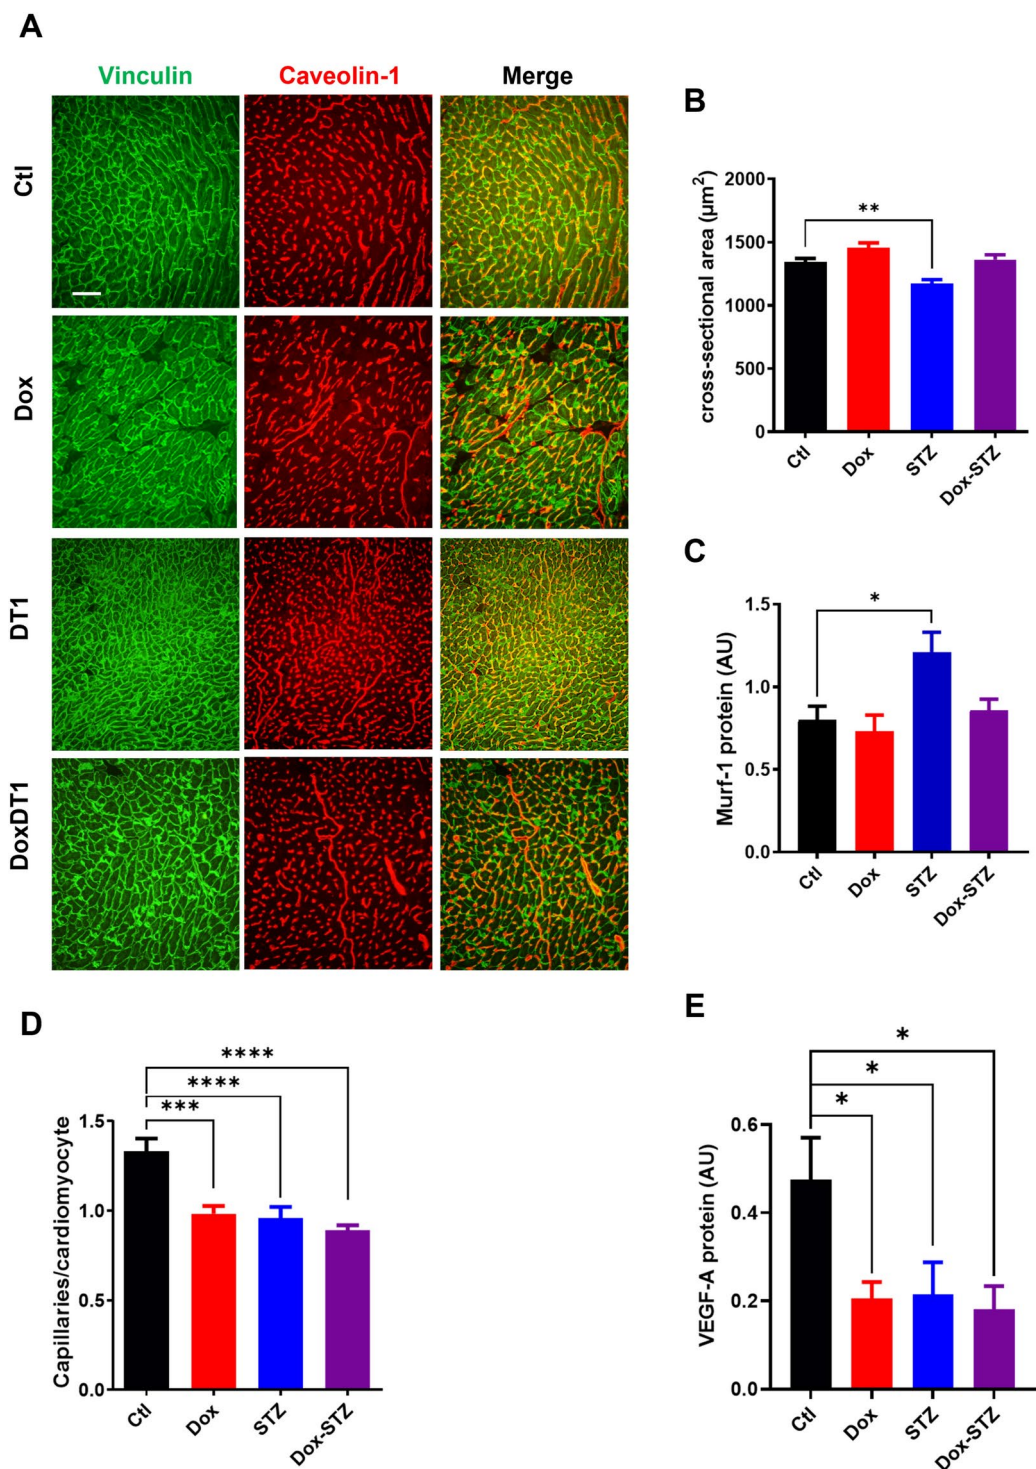 A
Vinculin
Caveolin-1
Merge
Ctl
Dox
DT1
DoxDT1
B
cross-sectional area (µm²)
2000
1500
1000
500
0
**
Ctl
Dox
STZ
Dox-STZ
C
Murf-1 protein (AU)
1.5
1.0
0.5
0.0
*
Ctl
Dox
STZ
Dox-STZ
D
Capillaries/cardiomyocyte
1.5
1.0
0.5
0.0
****
****
***
Ctl
Dox
STZ
Dox-STZ
E
VEGF-A protein (AU)
0.6
0.4
0.2
0.0
*
*
*
Ctl
Dox
STZ
Dox-STZ